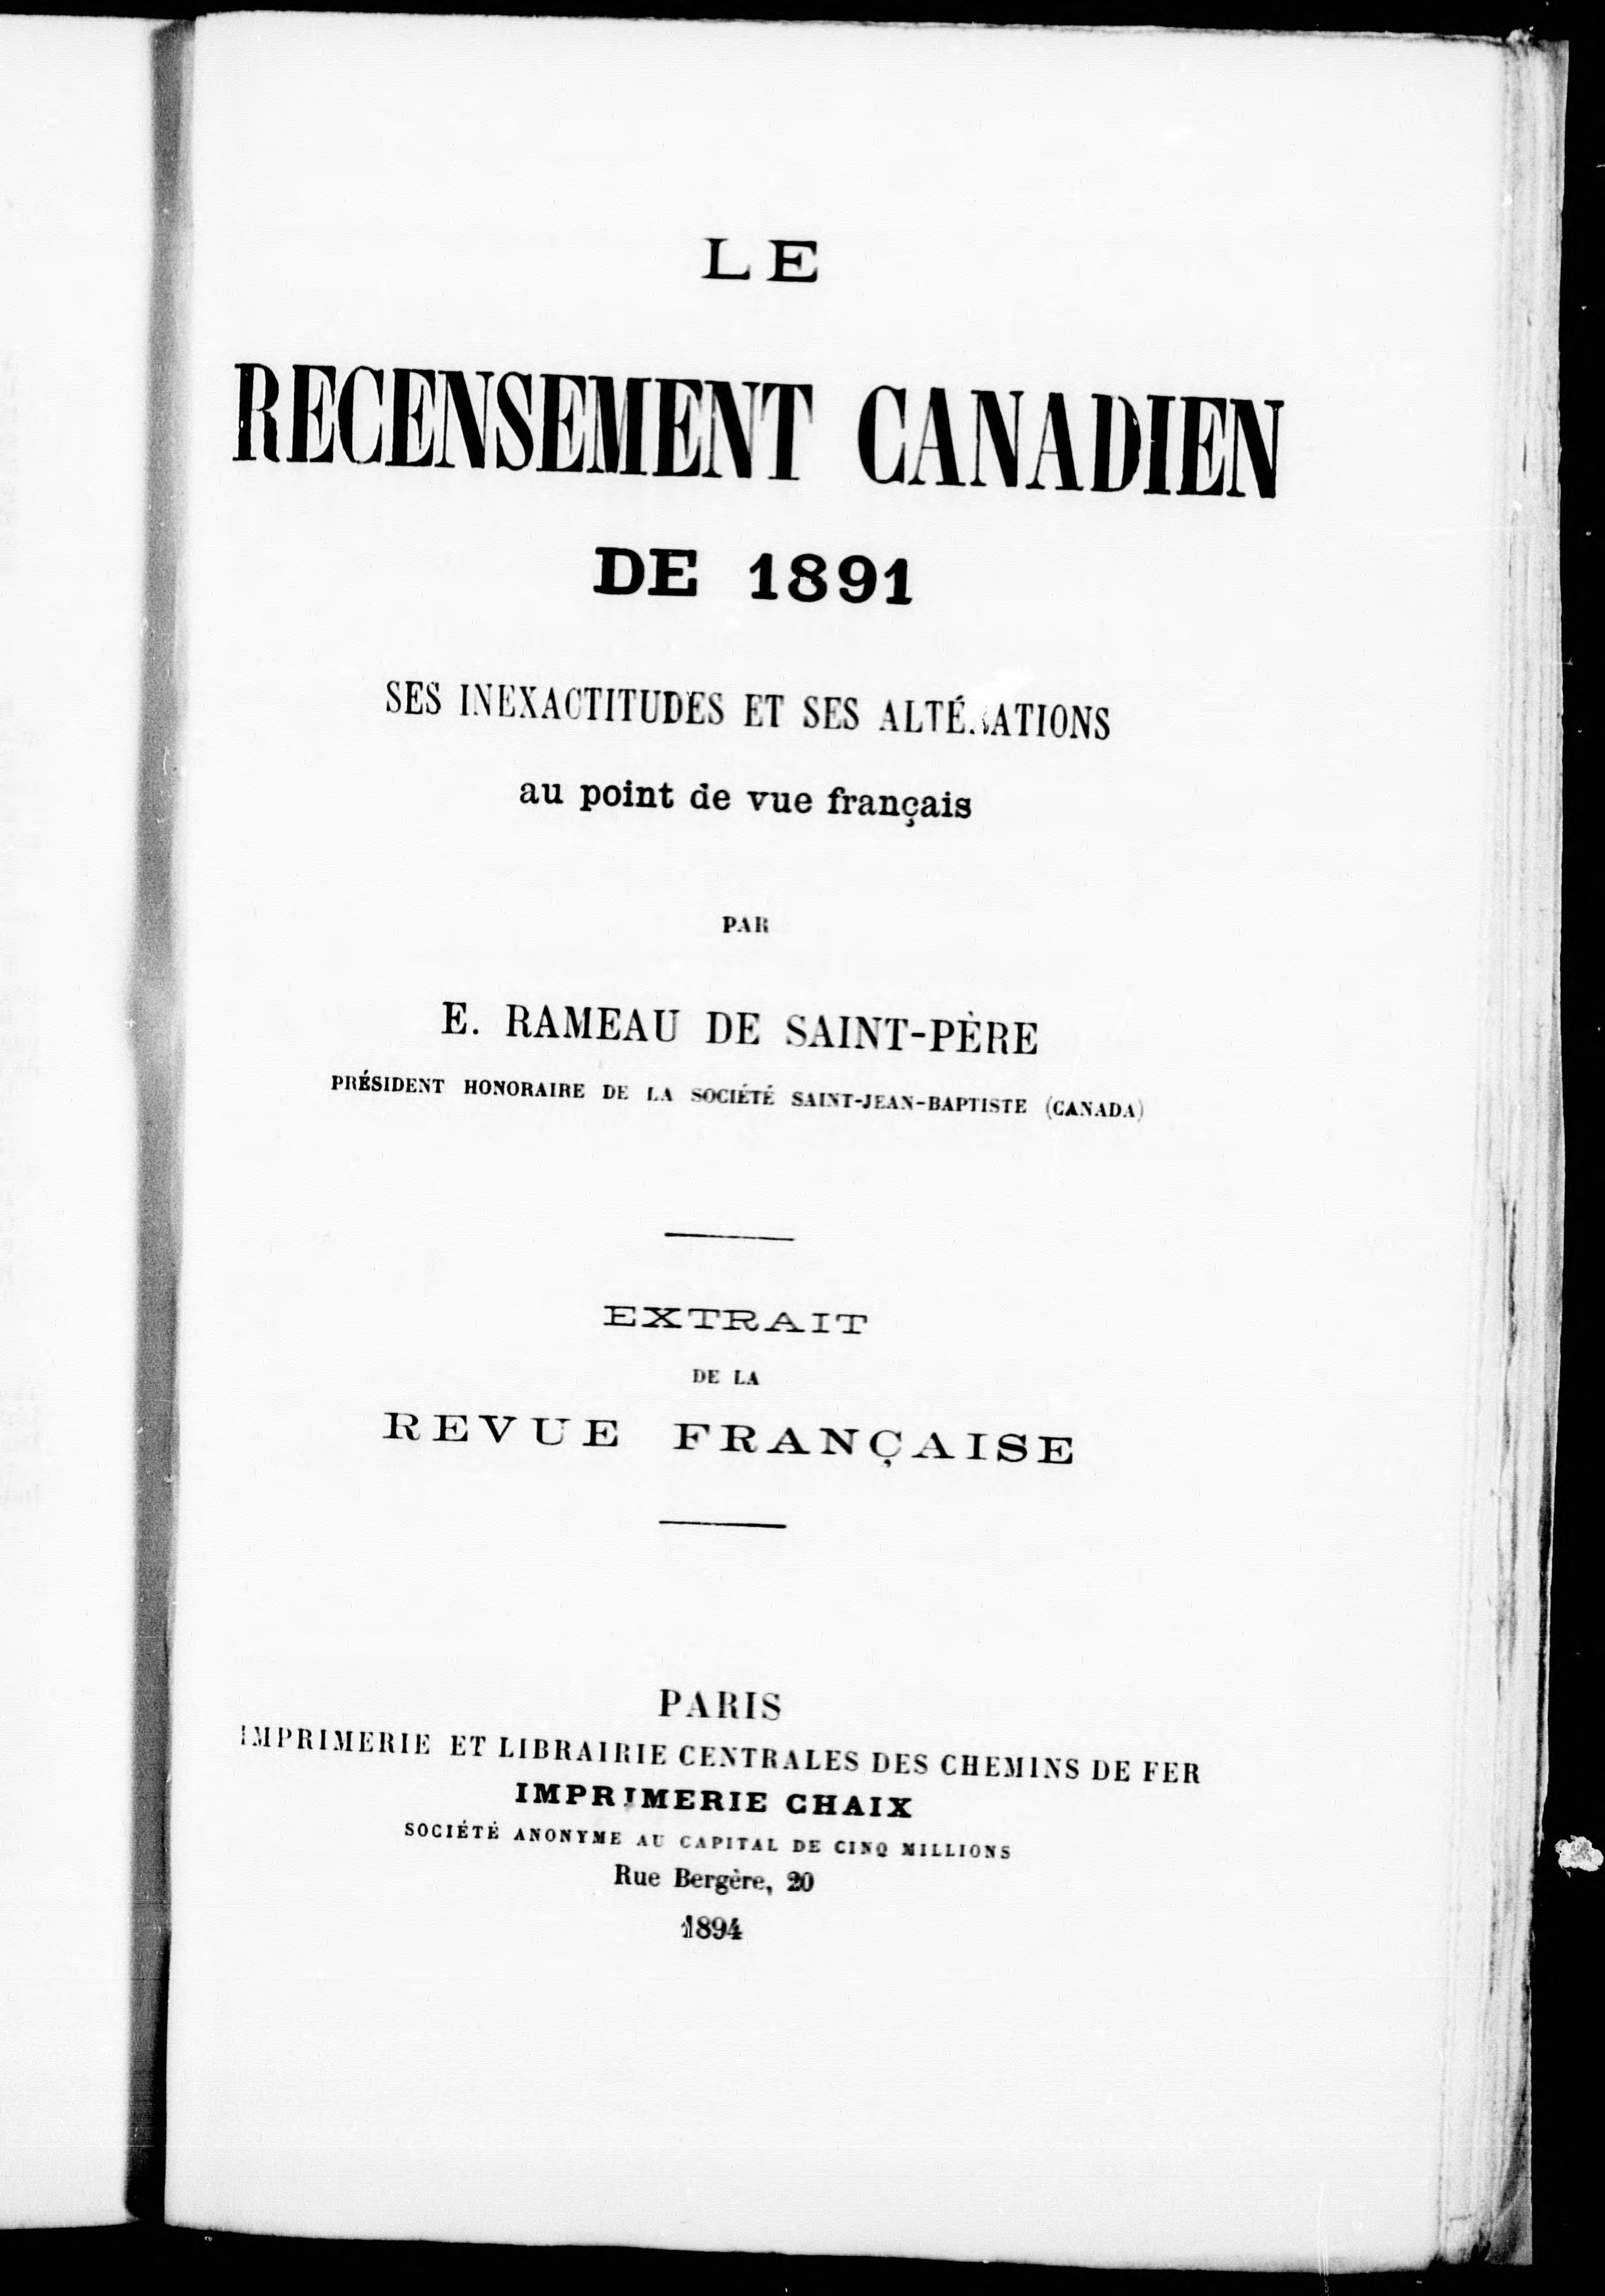 LE
RECENSEMENT CANADIEN
DE 1891
SES INEXACTITUDES ET SES ALTÉRATIONS
au point de vue français
PAR
E. RAMEAU DE SAINT-PÈRE
PRÉSIDENT HONORAIRE DE LA SOCIÉTÉ SAINT-JEAN-BAPTISTE (CANADA)
EXTRAIT
DE LA
REVUE FRANÇAISE
PARIS
IMPRIMERIE ET LIBRAIRIE CENTRALES DES CHEMINS DE FER
IMPRIMERIE CHAIX
SOCIÉTÉ ANONYME AU CAPITAL DE CINQ MILLIONS
Rue Bergère, 20
1894